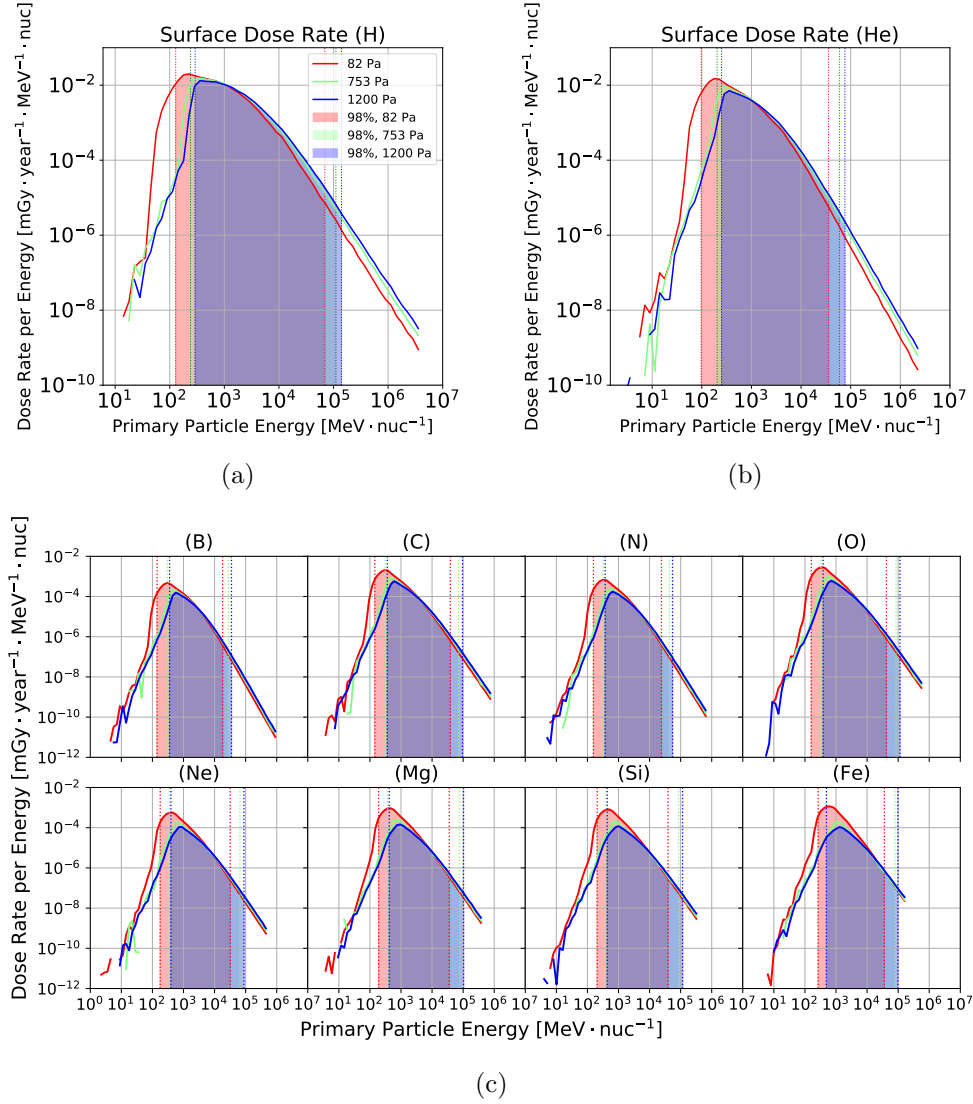 Surface Dose Rate (H)
Dose Rate per Energy [mGy · year⁻¹ · MeV⁻¹ · nuc]
10⁻²
10⁻⁴
10⁻⁶
10⁻⁸
10⁻¹⁰
82 Pa
753 Pa
1200 Pa
98%, 82 Pa
98%, 753 Pa
98%, 1200 Pa
10¹ 10² 10³ 10⁴ 10⁵ 10⁶ 10⁷
Primary Particle Energy [MeV · nuc⁻¹]
(a)
Surface Dose Rate (He)
Dose Rate per Energy [mGy · year⁻¹ · MeV⁻¹ · nuc]
10⁻²
10⁻⁴
10⁻⁶
10⁻⁸
10⁻¹⁰
10¹ 10² 10³ 10⁴ 10⁵ 10⁶ 10⁷
Primary Particle Energy [MeV · nuc⁻¹]
(b)
Dose Rate per Energy [mGy · year⁻¹ · MeV⁻¹ · nuc]
(B) (C) (N) (O)
10⁻²
10⁻⁴
10⁻⁶
10⁻⁸
10⁻¹⁰
10⁻¹²
(Ne) (Mg) (Si) (Fe)
10⁻²
10⁻⁴
10⁻⁶
10⁻⁸
10⁻¹⁰
10⁻¹²
10⁰ 10¹ 10² 10³ 10⁴ 10⁵ 10⁶ 10⁷ 10¹ 10² 10³ 10⁴ 10⁵ 10⁶ 10⁷ 10¹ 10² 10³ 10⁴ 10⁵ 10⁶ 10⁷ 10¹ 10² 10³ 10⁴ 10⁵ 10⁶ 10⁷
Primary Particle Energy [MeV · nuc⁻¹]
(c)